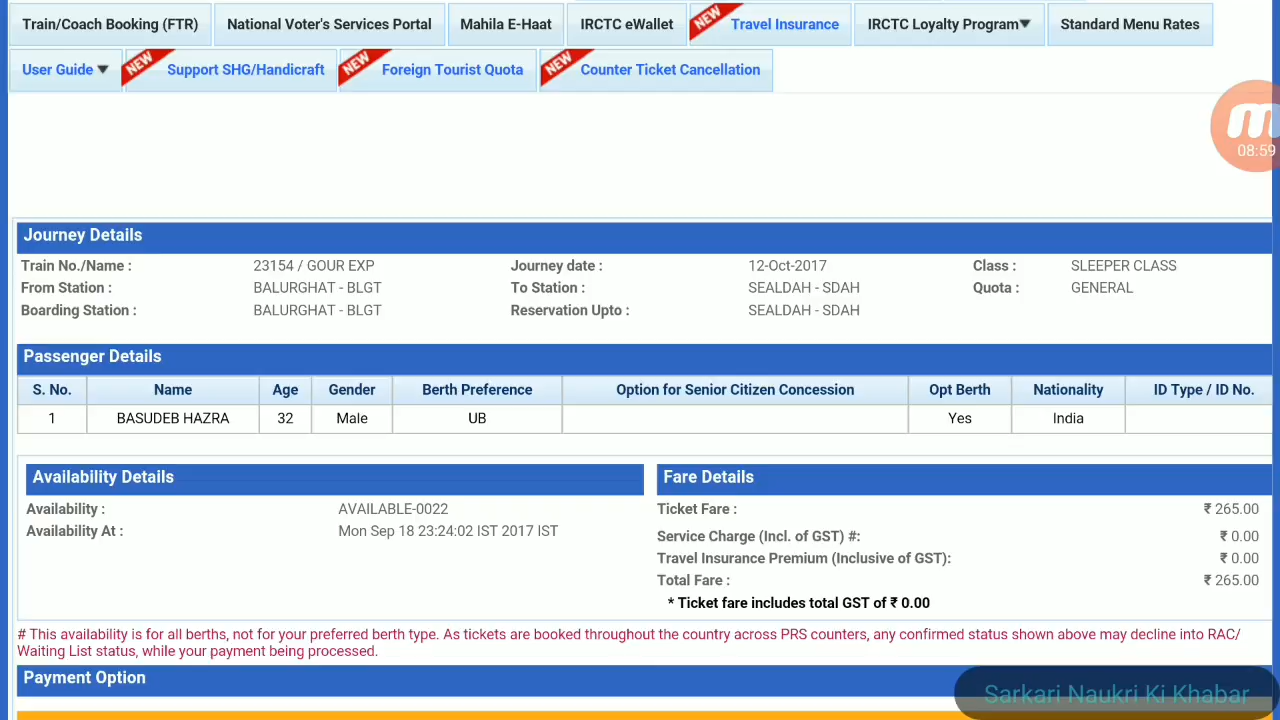 Train/Coach Booking (FTR) National Voter's Services Portal Mahila E-Haat IRCTC eWallet NEW Travel Insurance IRCTC Loyalty Program▼ Standard Menu Rates
User Guide ▼ NEW Support SHG/Handicraft NEW Foreign Tourist Quota NEW Counter Ticket Cancellation
m
08:59
Journey Details
Train No./Name : 23154 / GOUR EXP Journey date : 12-Oct-2017 Class : SLEEPER CLASS
From Station : BALURGHAT - BLGT To Station : SEALDAH - SDAH Quota : GENERAL
Boarding Station : BALURGHAT - BLGT Reservation Upto : SEALDAH - SDAH
Passenger Details
S. No. Name Age Gender Berth Preference Option for Senior Citizen Concession Opt Berth Nationality ID Type / ID No.
1 BASUDEB HAZRA 32 Male UB Yes India
Availability Details Fare Details
Availability : AVAILABLE-0022 Ticket Fare : ₹ 265.00
Availability At : Mon Sep 18 23:24:02 IST 2017 IST Service Charge (Incl. of GST) #: ₹ 0.00
Travel Insurance Premium (Inclusive of GST): ₹ 0.00
Total Fare : ₹ 265.00
* Ticket fare includes total GST of ₹ 0.00
# This availability is for all berths, not for your preferred berth type. As tickets are booked throughout the country across PRS counters, any confirmed status shown above may decline into RAC/
Waiting List status, while your payment being processed.
Payment Option
Sarkari Naukri Ki Khabar